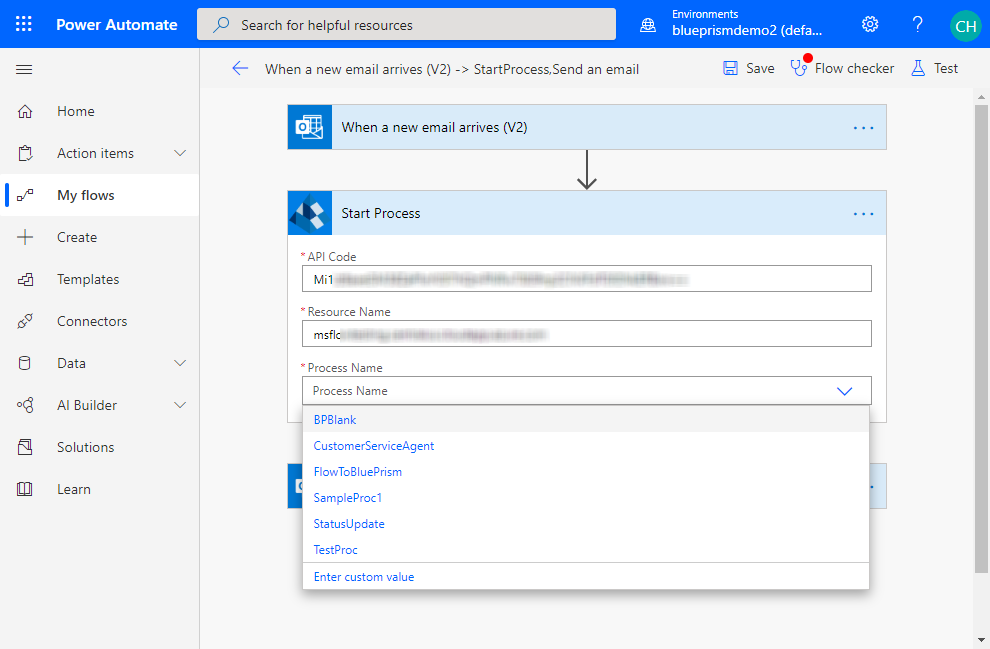 Power Automate
Search for helpful resources
Environments
blueprismdemo2 (defa...
?
CH
When a new email arrives (V2) -> StartProcess,Send an email
Save
Flow checker
Test
Home
Action items
My flows
Create
Templates
Connectors
Data
AI Builder
Solutions
Learn
When a new email arrives (V2)
Start Process
* API Code
Mi1
* Resource Name
msflo
* Process Name
Process Name
BPBlank
CustomerServiceAgent
FlowToBluePrism
SampleProc1
StatusUpdate
TestProc
Enter custom value